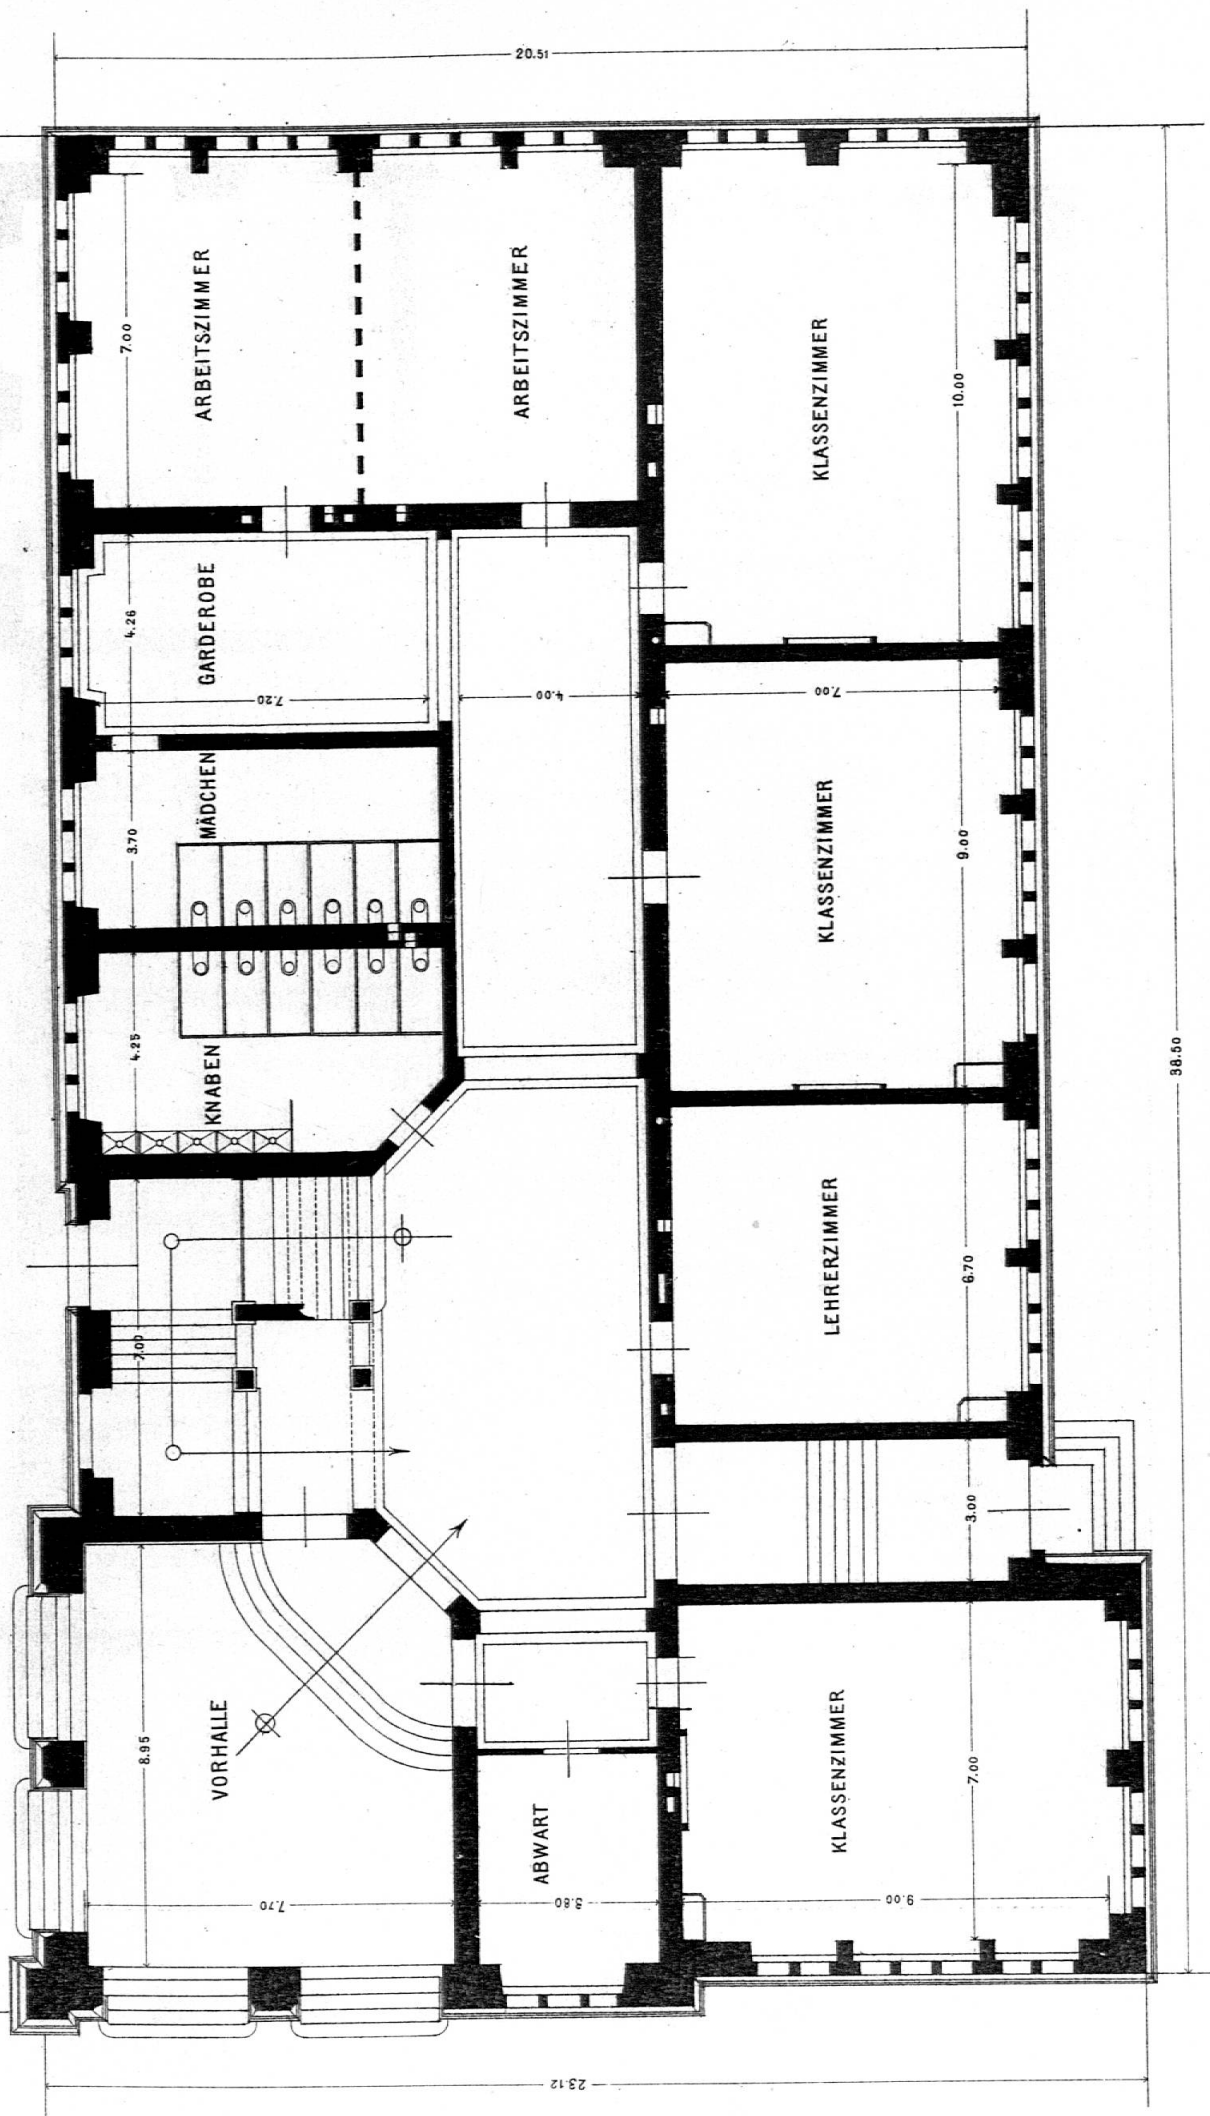 20.51
7.00
ARBEITSZIMMER
ARBEITSZIMMER
KLASSENZIMMER
10.00
4.26
GARDEROBE
7.20
4.00
7.00
MÄDCHEN
3.70
KLASSENZIMMER
9.00
4.25
KNABEN
38.50
7.00
LEHRERZIMMER
6.70
3.00
8.95
VORHALLE
7.70
ABWART
3.80
KLASSENZIMMER
7.00
9.00
23.12